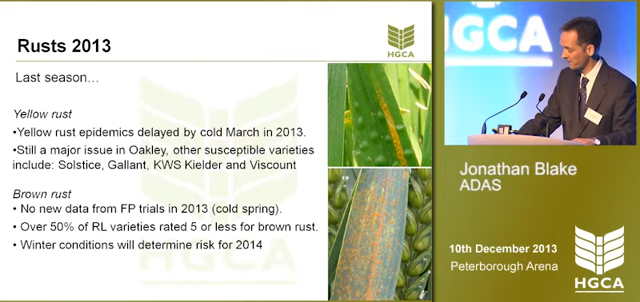 Rusts 2013
HGCA
Last season…
Yellow rust
•Yellow rust epidemics delayed by cold March in 2013.
•Still a major issue in Oakley, other susceptible varieties
include: Solstice, Gallant, KWS Kielder and Viscount
Brown rust
• No new data from FP trials in 2013 (cold spring).
• Over 50% of RL varieties rated 5 or less for brown rust.
• Winter conditions will determine risk for 2014
HGCA
HGCA
Jonathan Blake
ADAS
10th December 2013
Peterborough Arena
HGCA